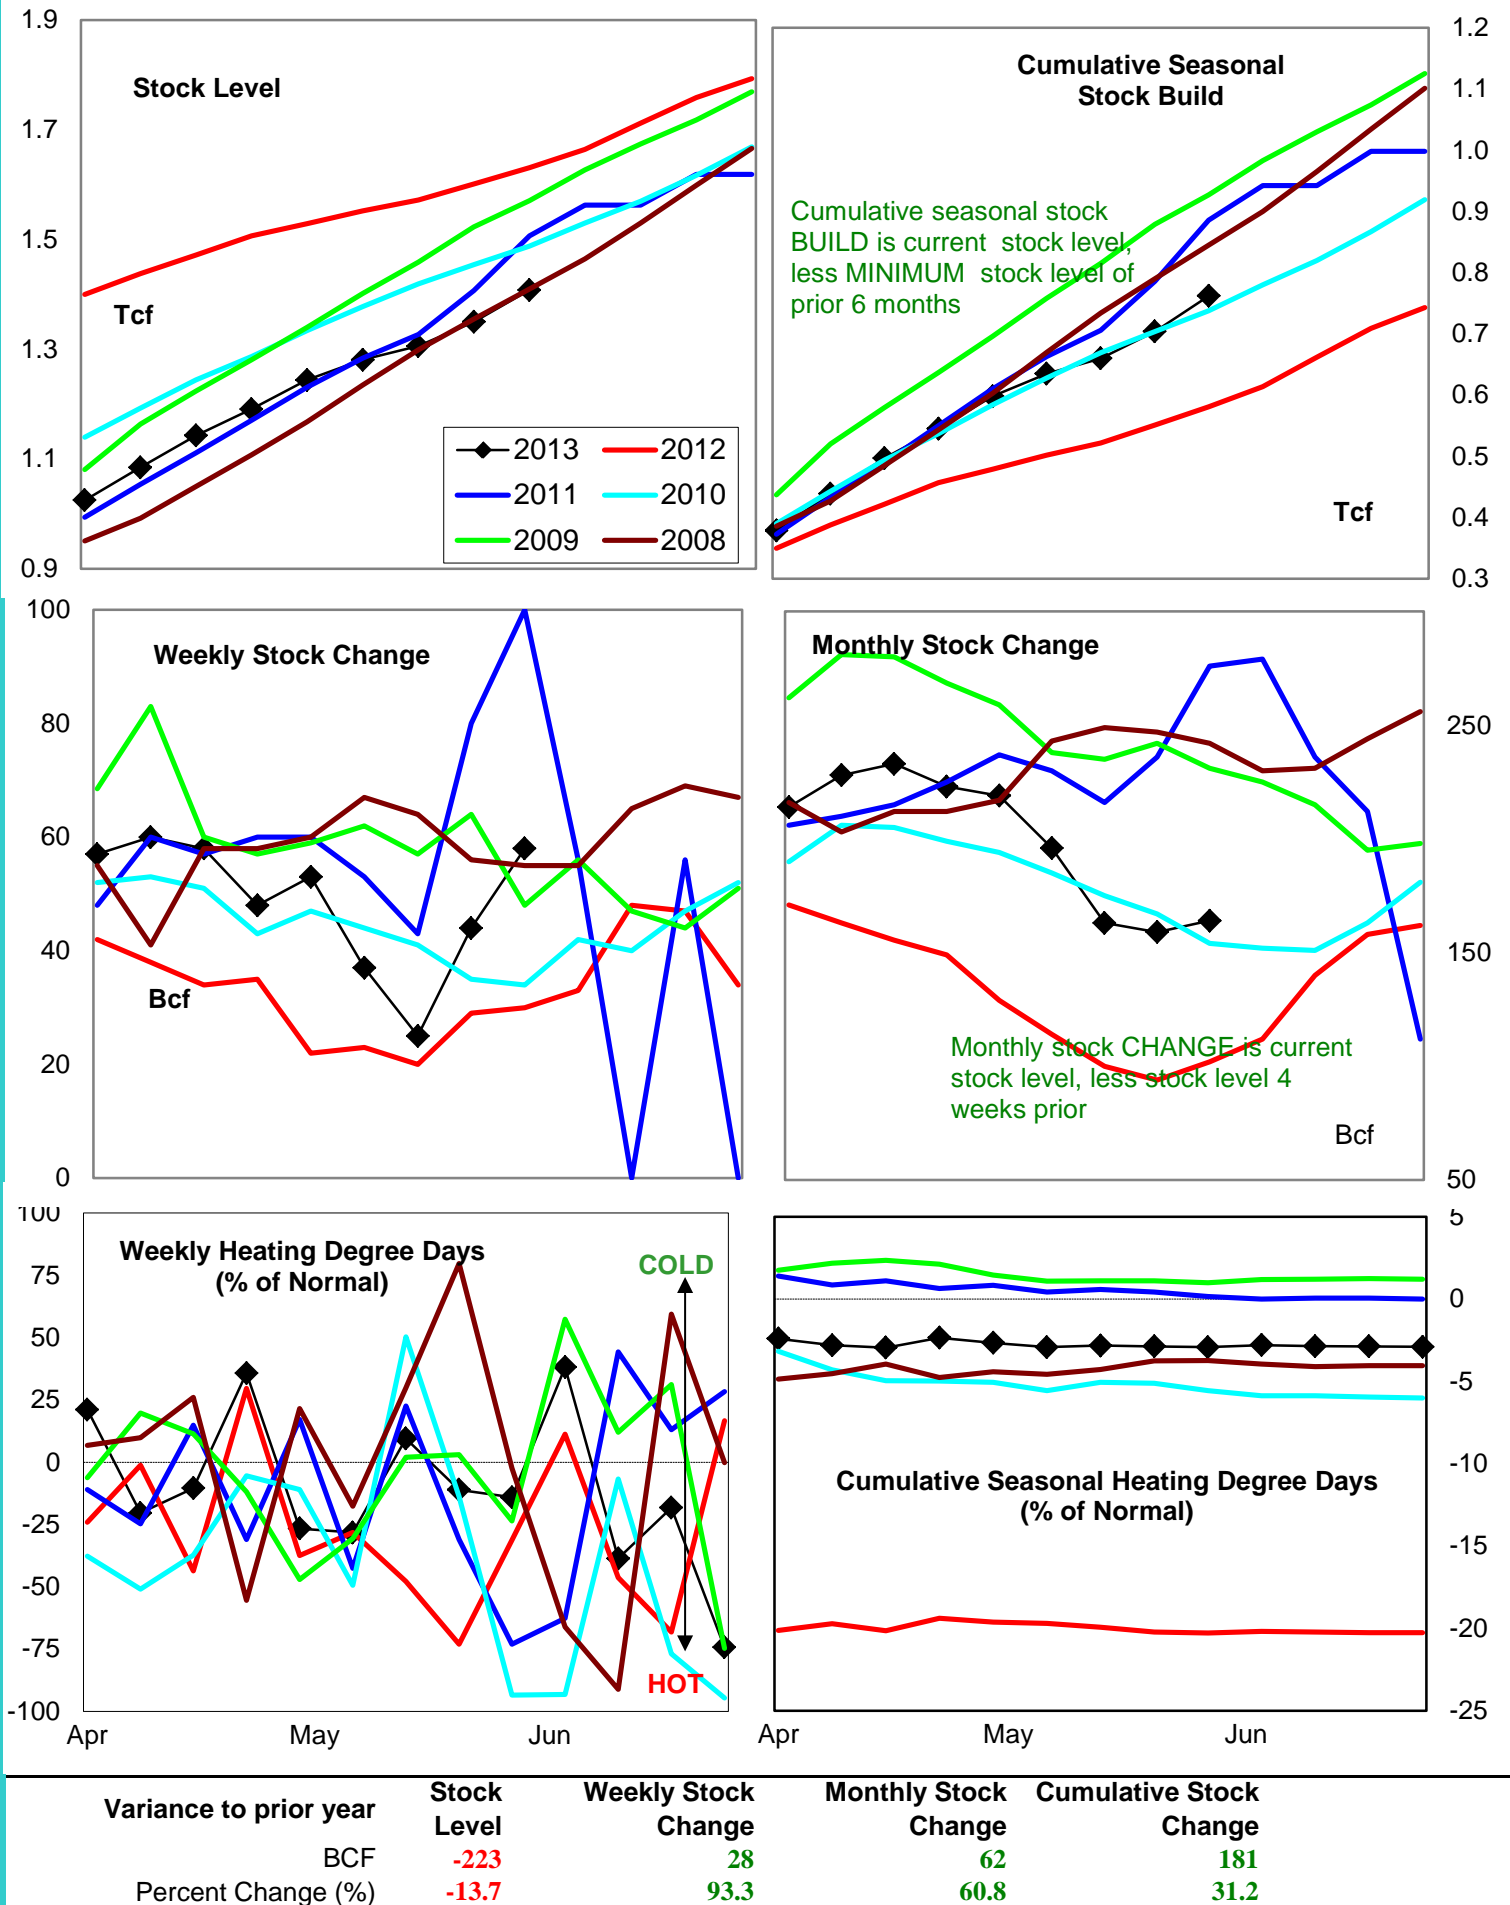 1.9
1.7
1.5
1.3
1.1
0.9
Stock Level
Tcf
2013
2012
2011
2010
2009
2008
Cumulative Seasonal
Stock Build
Cumulative seasonal stock
BUILD is current stock level,
less MINIMUM stock level of
prior 6 months
Tcf
1.2
1.1
1.0
0.9
0.8
0.7
0.6
0.5
0.4
0.3
100
80
60
40
20
0
Weekly Stock Change
Bcf
Monthly Stock Change
Monthly stock CHANGE is current
stock level, less stock level 4
weeks prior
Bcf
250
150
50
100
75
50
25
0
-25
-50
-75
-100
Weekly Heating Degree Days
(% of Normal)
COLD
HOT
Apr
May
Jun
Cumulative Seasonal Heating Degree Days
(% of Normal)
5
0
-5
-10
-15
-20
-25
Apr
May
Jun
Variance to prior year
Stock
Level
Weekly Stock
Change
Monthly Stock
Change
Cumulative Stock
Change
BCF -223 28 62 181
Percent Change (%) -13.7 93.3 60.8 31.2